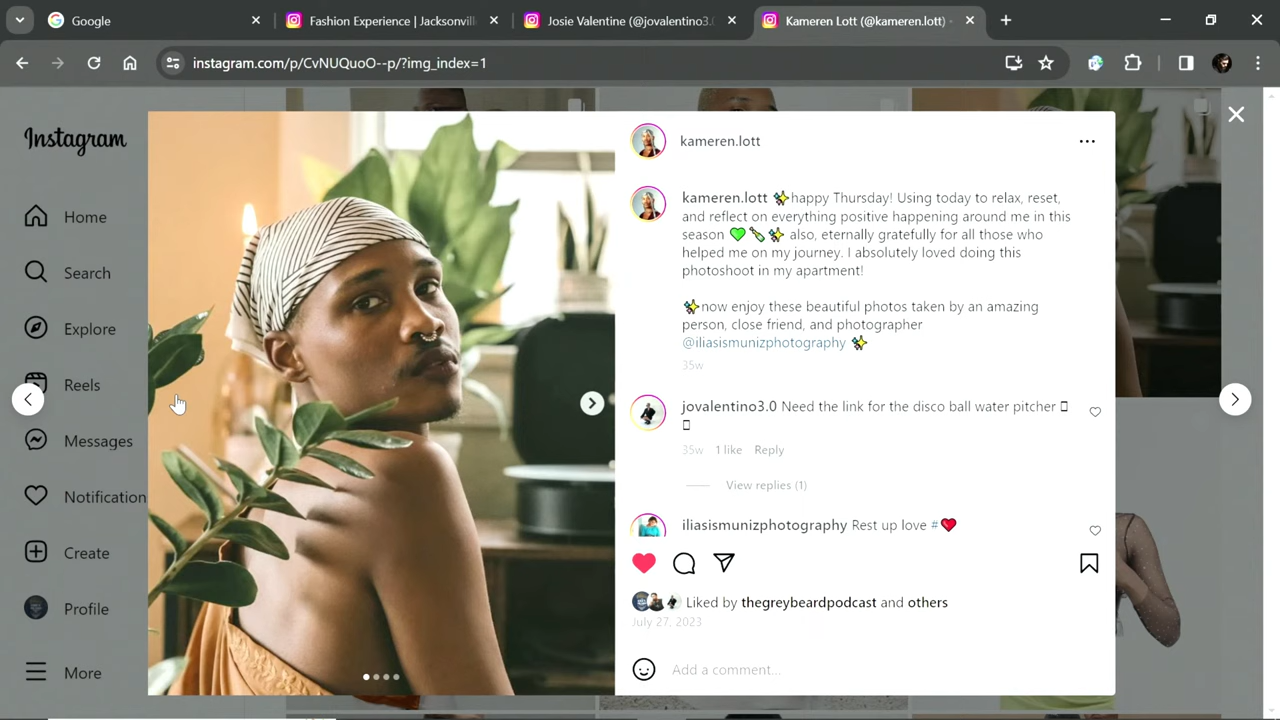 Google
Fashion Experience | Jacksonvill
Josie Valentine (@jovalentino3.0
Kameren Lott (@kameren.lott)
instagram.com/p/CvNUQuoO--p/?img_index=1
Instagram
Home
Search
Explore
Reels
Messages
Notification
Create
Profile
More
kameren.lott
kameren.lott ✨happy Thursday! Using today to relax, reset,
and reflect on everything positive happening around me in this
season 💚🍾✨ also, eternally gratefully for all those who
helped me on my journey. I absolutely loved doing this
photoshoot in my apartment!
✨now enjoy these beautiful photos taken by an amazing
person, close friend, and photographer
@iliasismunizphotography ✨
35w
jovalentino3.0 Need the link for the disco ball water pitcher
35w 1 like Reply
View replies (1)
iliasismunizphotography Rest up love #❤️
Liked by thegreybeardpodcast and others
July 27, 2023
Add a comment...